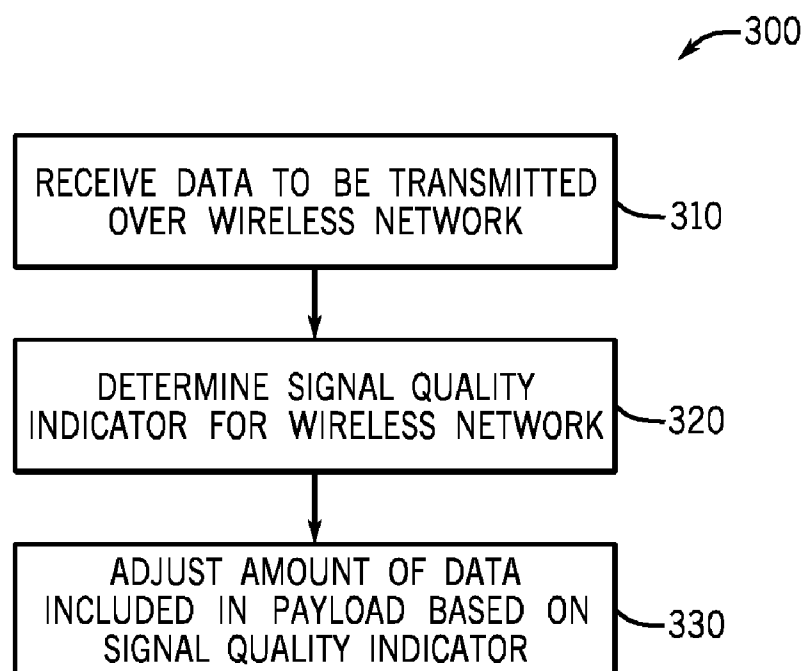 300
RECEIVE DATA TO BE TRANSMITTED
OVER WIRELESS NETWORK
310
DETERMINE SIGNAL QUALITY
INDICATOR FOR WIRELESS NETWORK
320
ADJUST AMOUNT OF DATA
INCLUDED IN PAYLOAD BASED ON
SIGNAL QUALITY INDICATOR
330